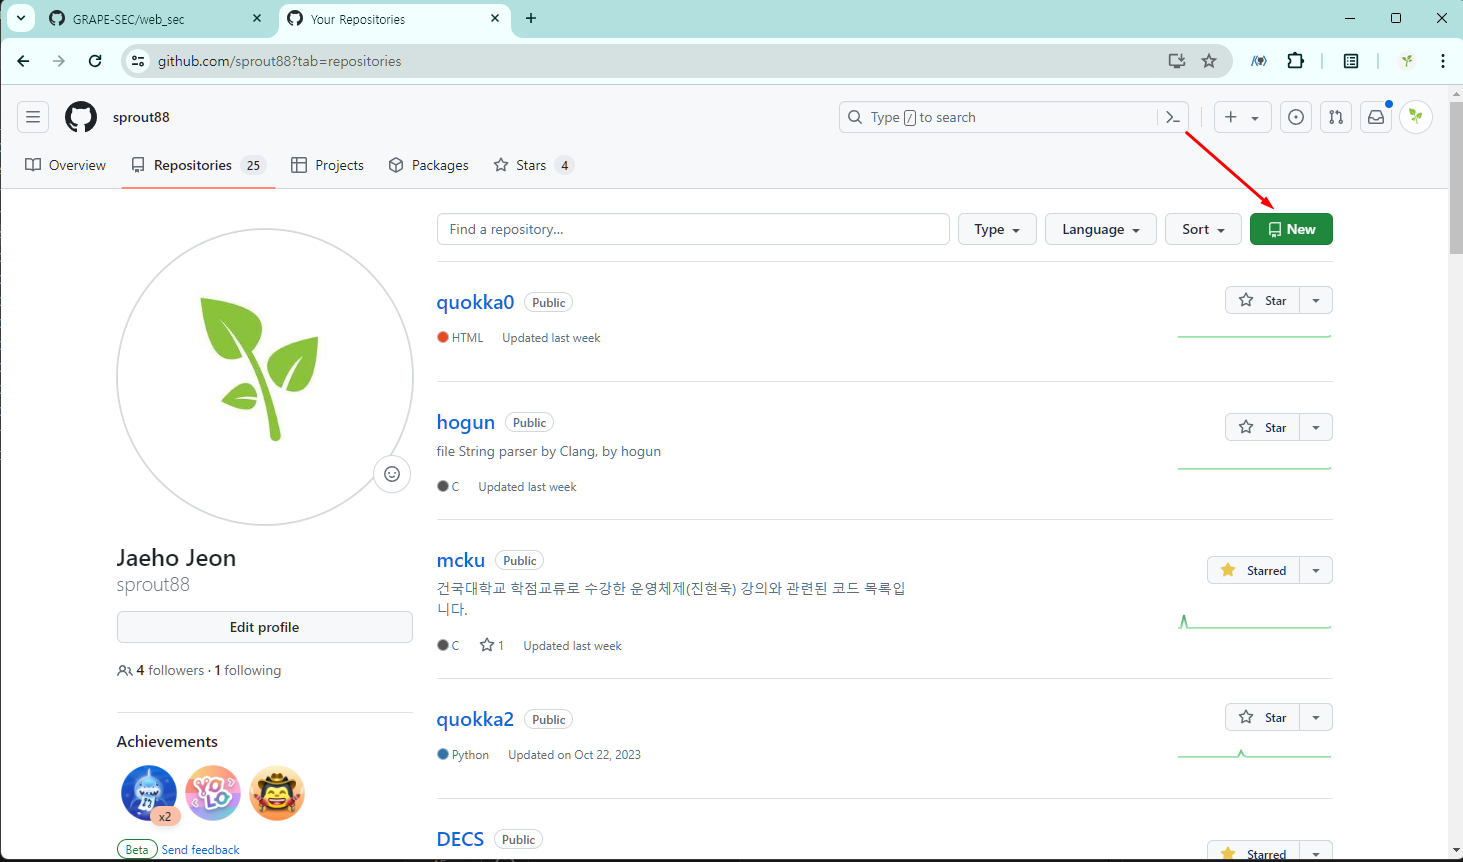 GRAPE-SEC/web_sec
Your Repositories
github.com/sprout88?tab=repositories
sprout88
Type / to search
Overview
Repositories 25
Projects
Packages
Stars 4
Find a repository...
Type
Language
Sort
New
quokka0 Public
Star
HTML Updated last week
hogun Public
Star
file String parser by Clang, by hogun
C Updated last week
mcku Public
Starred
건국대학교 학점교류로 수강한 운영체제(진현욱) 강의와 관련된 코드 목록입
니다.
C 1 Updated last week
quokka2 Public
Star
Python Updated on Oct 22, 2023
DECS Public
Starred
Jaeho Jeon
sprout88
Edit profile
4 followers · 1 following
Achievements
x2
YOLO
Beta Send feedback